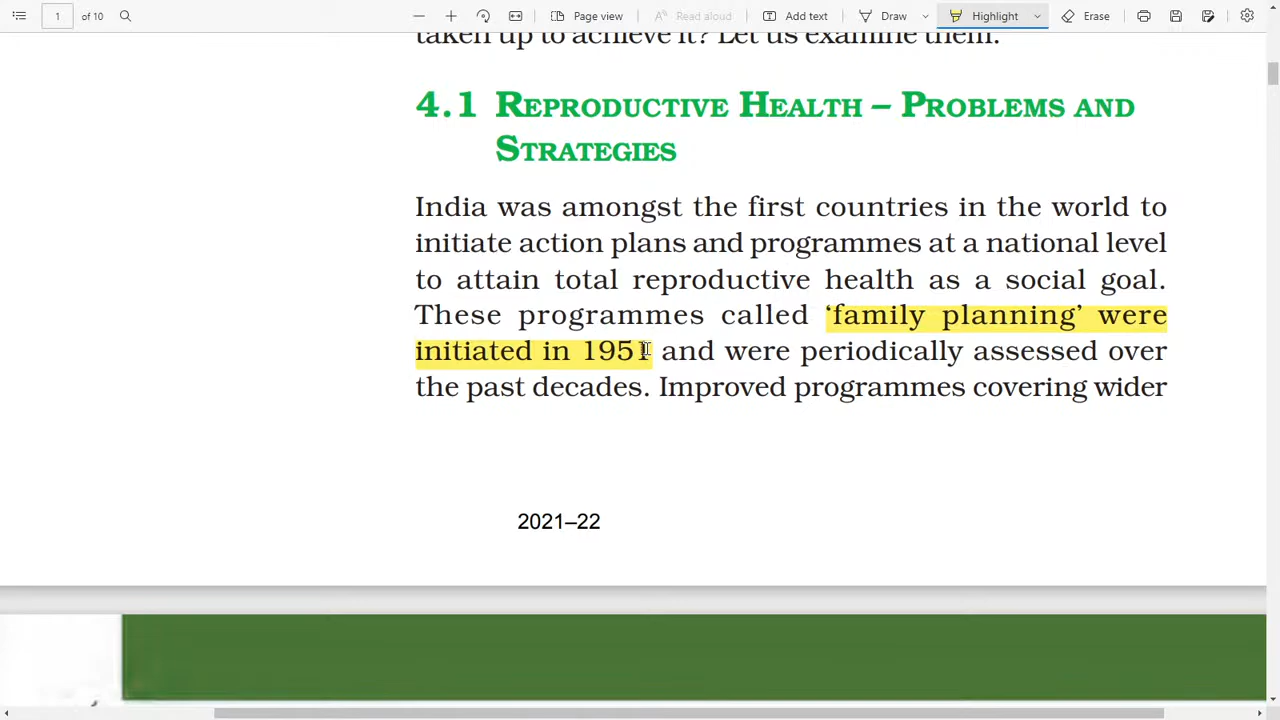 1 of 10 Page view Read aloud Add text Draw Highlight Erase
taken up to achieve it? Let us examine them.
4.1 REPRODUCTIVE HEALTH – PROBLEMS AND
STRATEGIES
India was amongst the first countries in the world to
initiate action plans and programmes at a national level
to attain total reproductive health as a social goal.
These programmes called ‘family planning’ were
initiated in 1951 and were periodically assessed over
the past decades. Improved programmes covering wider
2021–22